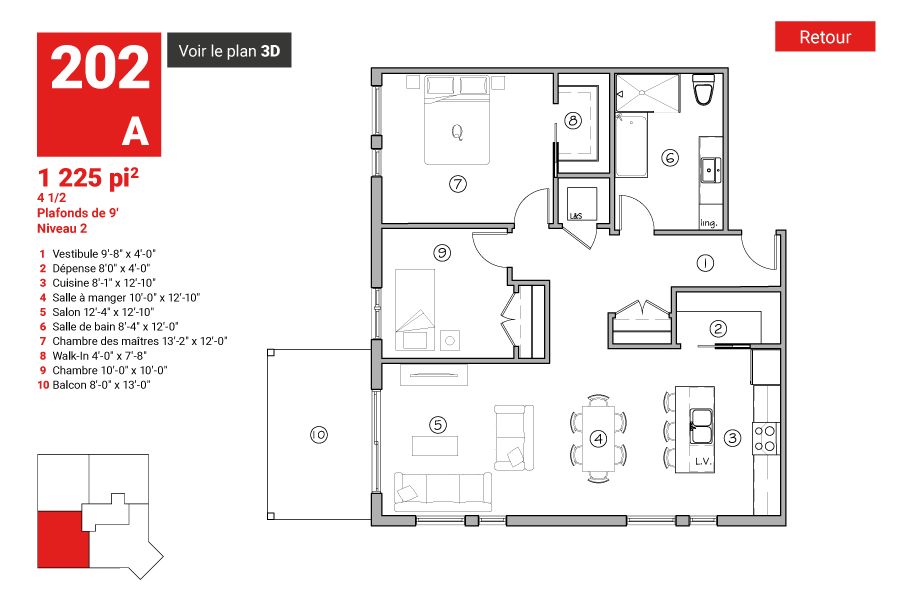 202
A
Voir le plan 3D
Retour
1 225 pi²
4 1/2
Plafonds de 9'
Niveau 2
1 Vestibule 9'-8" x 4'-0"
2 Dépense 8'0" x 4'-0"
3 Cuisine 8'-1" x 12'-10"
4 Salle à manger 10'-0" x 12'-10"
5 Salon 12'-4" x 12'-10"
6 Salle de bain 8'-4" x 12'-0"
7 Chambre des maîtres 13'-2" x 12'-0"
8 Walk-In 4'-0" x 7'-8"
9 Chambre 10'-0" x 10'-0"
10 Balcon 8'-0" x 13'-0"
Q
8
6
7
L&S
ling.
9
1
2
10
5
4
3
L.V.